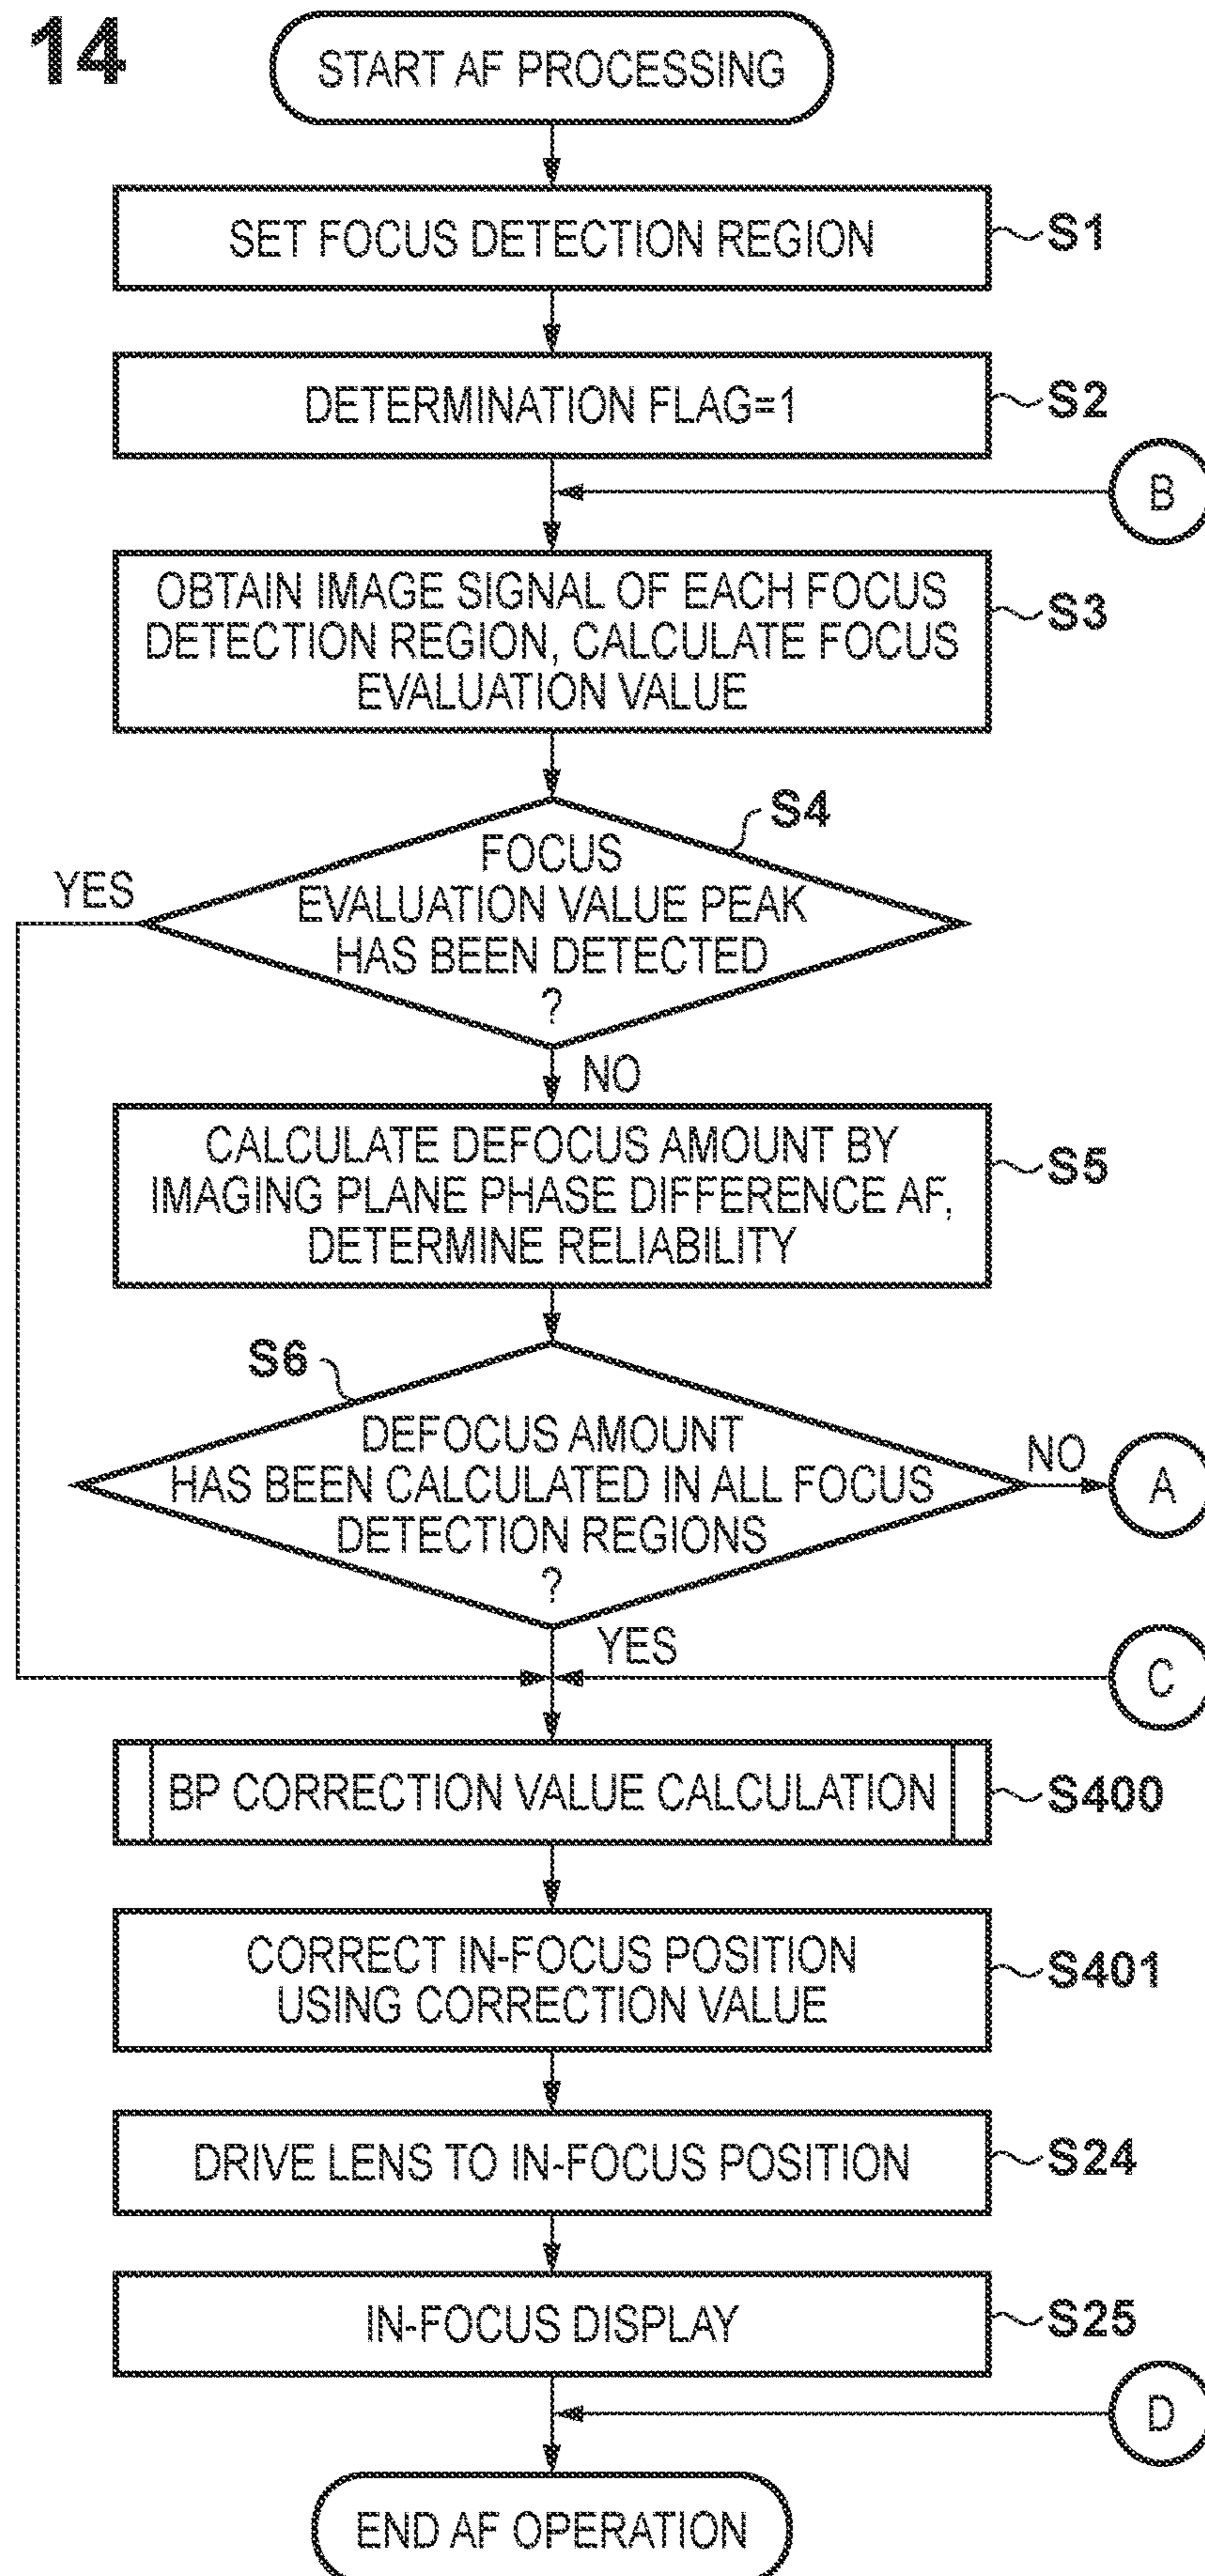 14
START AF PROCESSING
SET FOCUS DETECTION REGION
S1
DETERMINATION FLAG=1
S2
B
OBTAIN IMAGE SIGNAL OF EACH FOCUS
DETECTION REGION, CALCULATE FOCUS
EVALUATION VALUE
S3
S4
FOCUS
EVALUATION VALUE PEAK
HAS BEEN DETECTED
?
YES
NO
CALCULATE DEFOCUS AMOUNT BY
IMAGING PLANE PHASE DIFFERENCE AF,
DETERMINE RELIABILITY
S5
S6
DEFOCUS AMOUNT
HAS BEEN CALCULATED IN ALL FOCUS
DETECTION REGIONS
?
NO
A
YES
C
BP CORRECTION VALUE CALCULATION
S400
CORRECT IN-FOCUS POSITION
USING CORRECTION VALUE
S401
DRIVE LENS TO IN-FOCUS POSITION
S24
IN-FOCUS DISPLAY
S25
D
END AF OPERATION